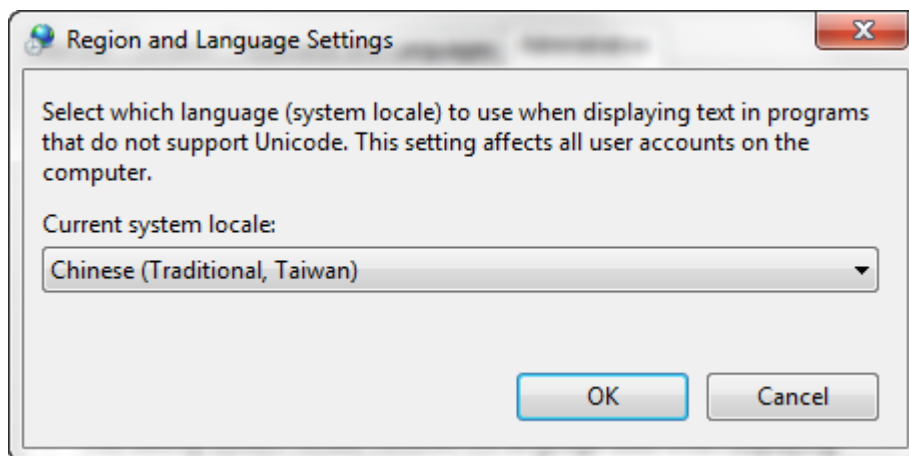 Region and Language Settings
Select which language (system locale) to use when displaying text in programs
that do not support Unicode. This setting affects all user accounts on the
computer.
Current system locale:
Chinese (Traditional, Taiwan)
OK
Cancel